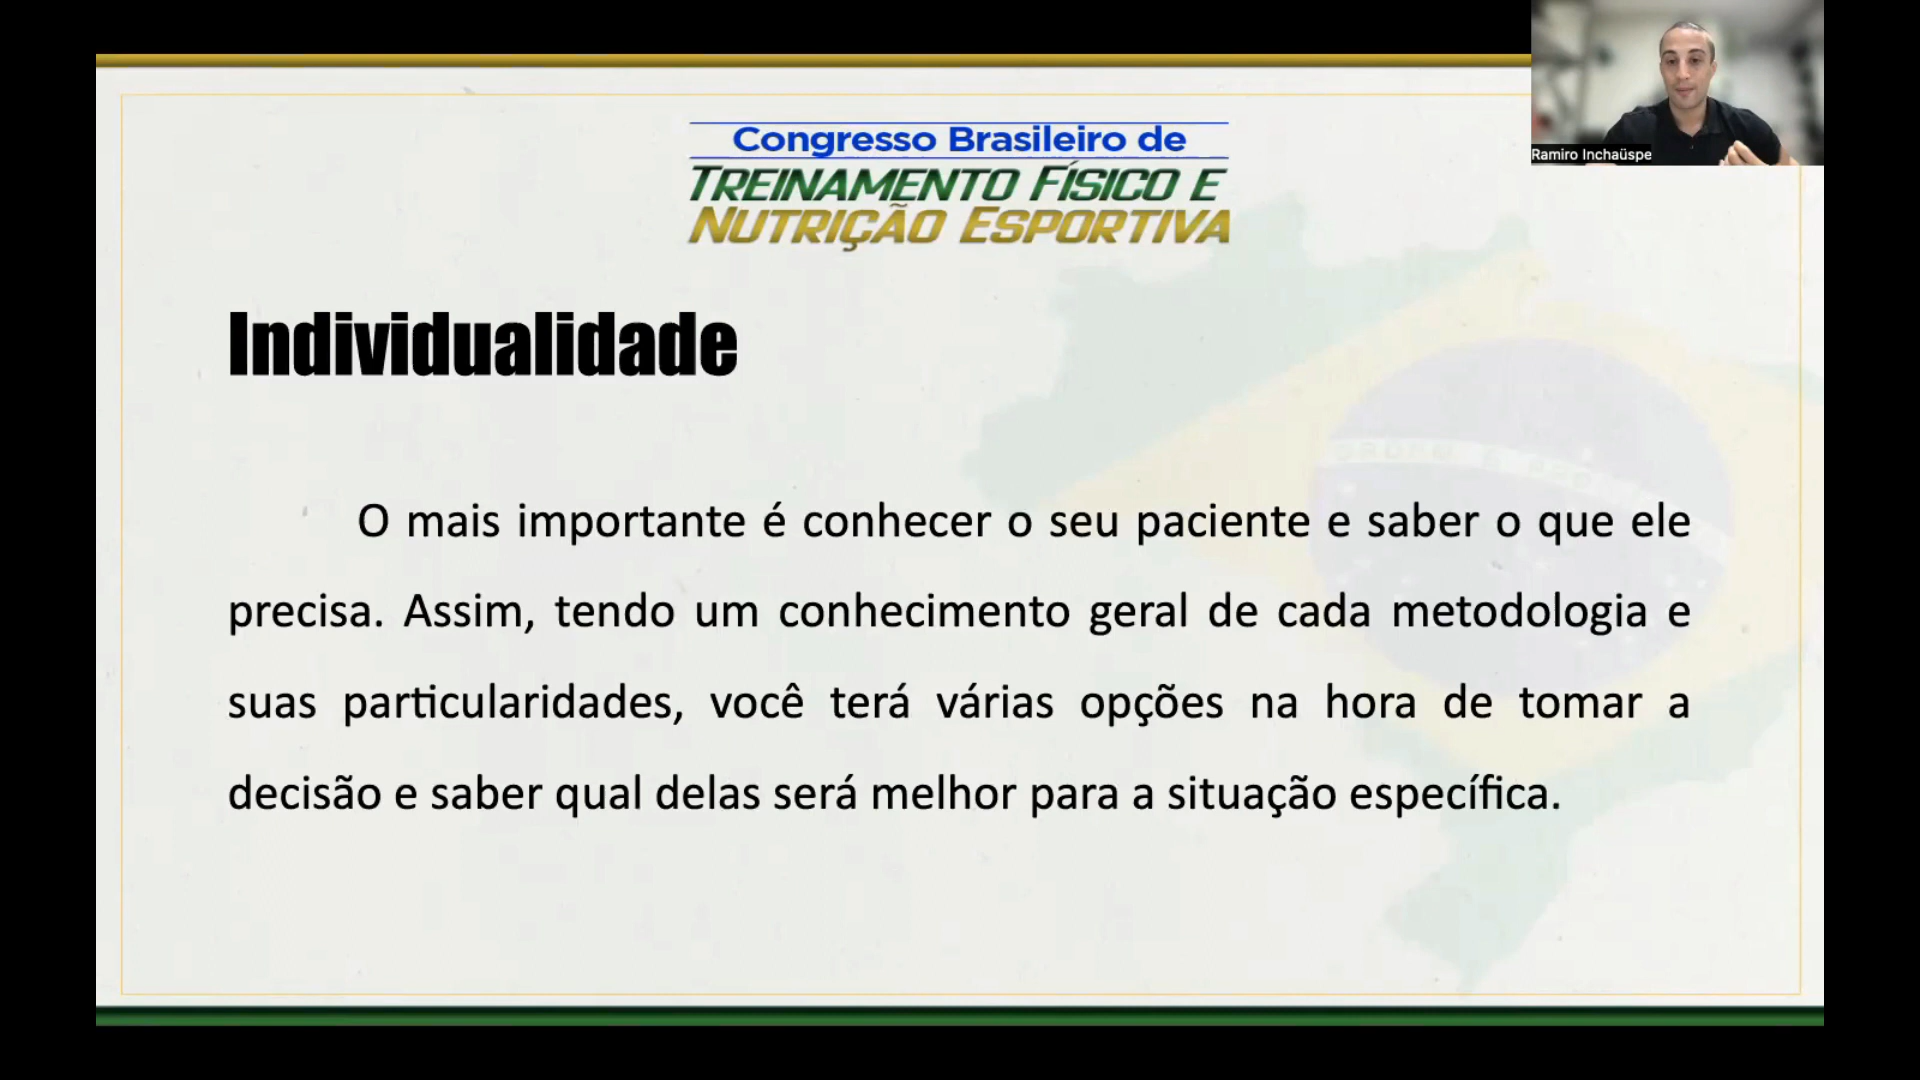 Congresso Brasileiro de
TREINAMENTO FÍSICO E
NUTRIÇÃO ESPORTIVA
Ramiro Inchaüspe
Individualidade
O mais importante é conhecer o seu paciente e saber o que ele
precisa. Assim, tendo um conhecimento geral de cada metodologia e
suas particularidades, você terá várias opções na hora de tomar a
decisão e saber qual delas será melhor para a situação específica.